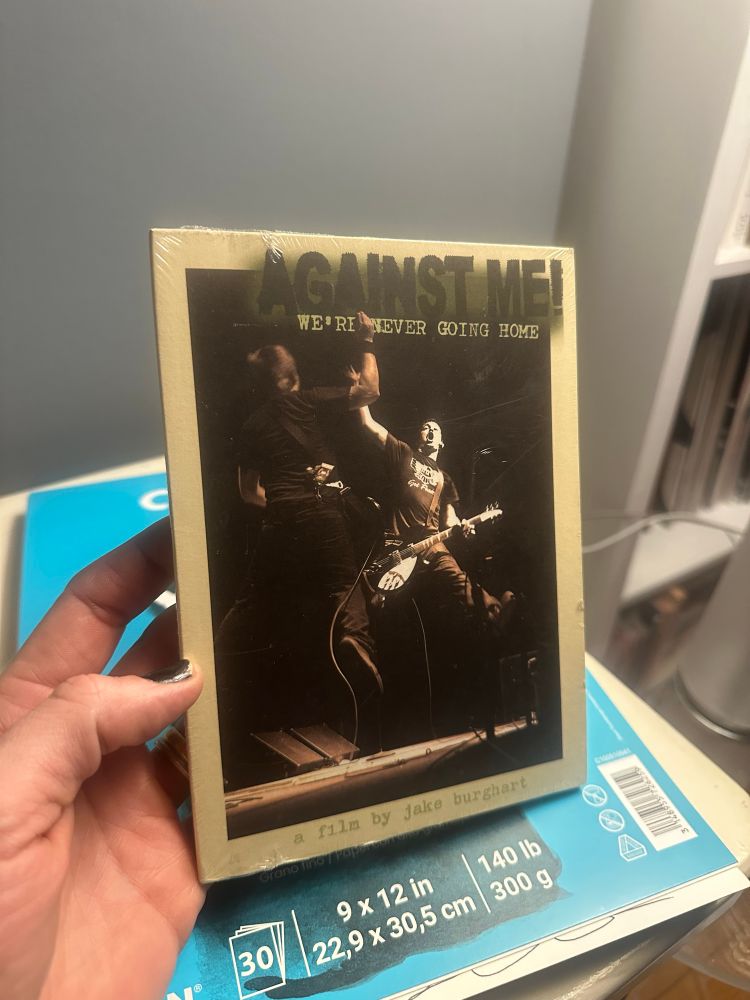 AGAINST ME!
WE'RE NEVER GOING HOME
a film by jake burghart
30
9 x 12 in
22,9 x 30,5 cm
140 lb
300 g